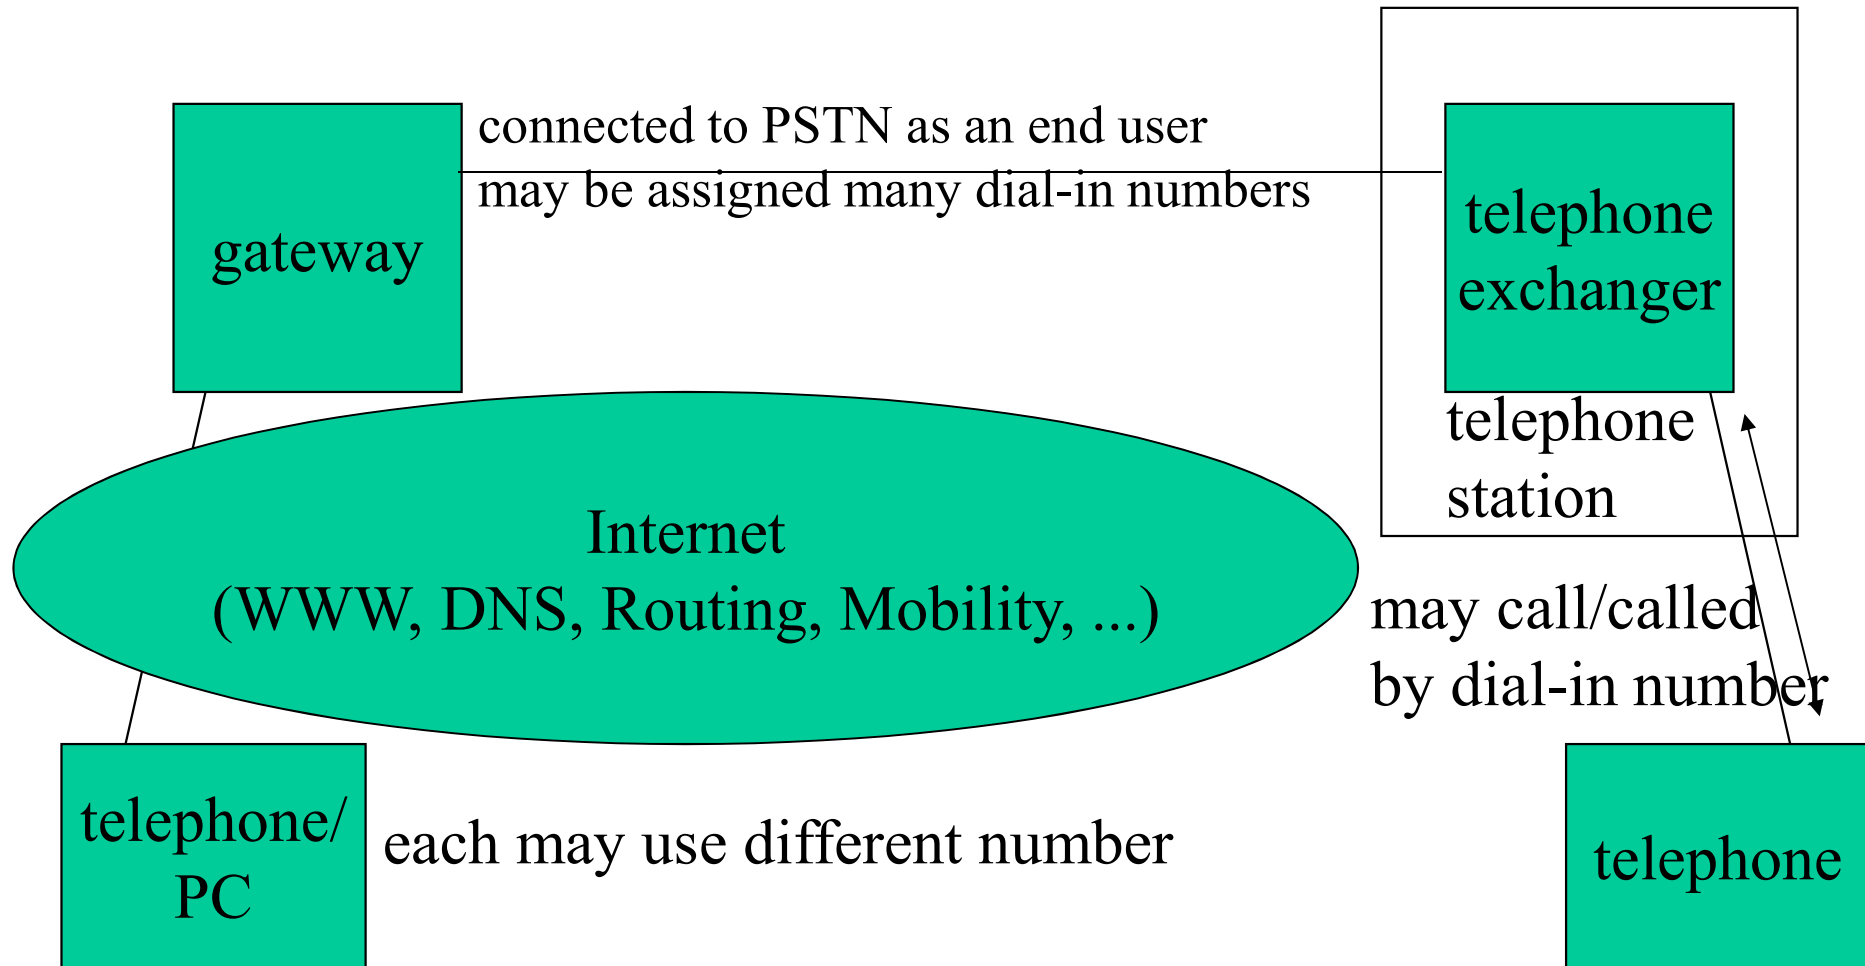 connected to PSTN as an end user
may be assigned many dial-in numbers
gateway
telephone
exchanger
telephone
station
Internet
(WWW, DNS, Routing, Mobility, ...)
may call/called
by dial-in number
telephone/
PC
each may use different number
telephone